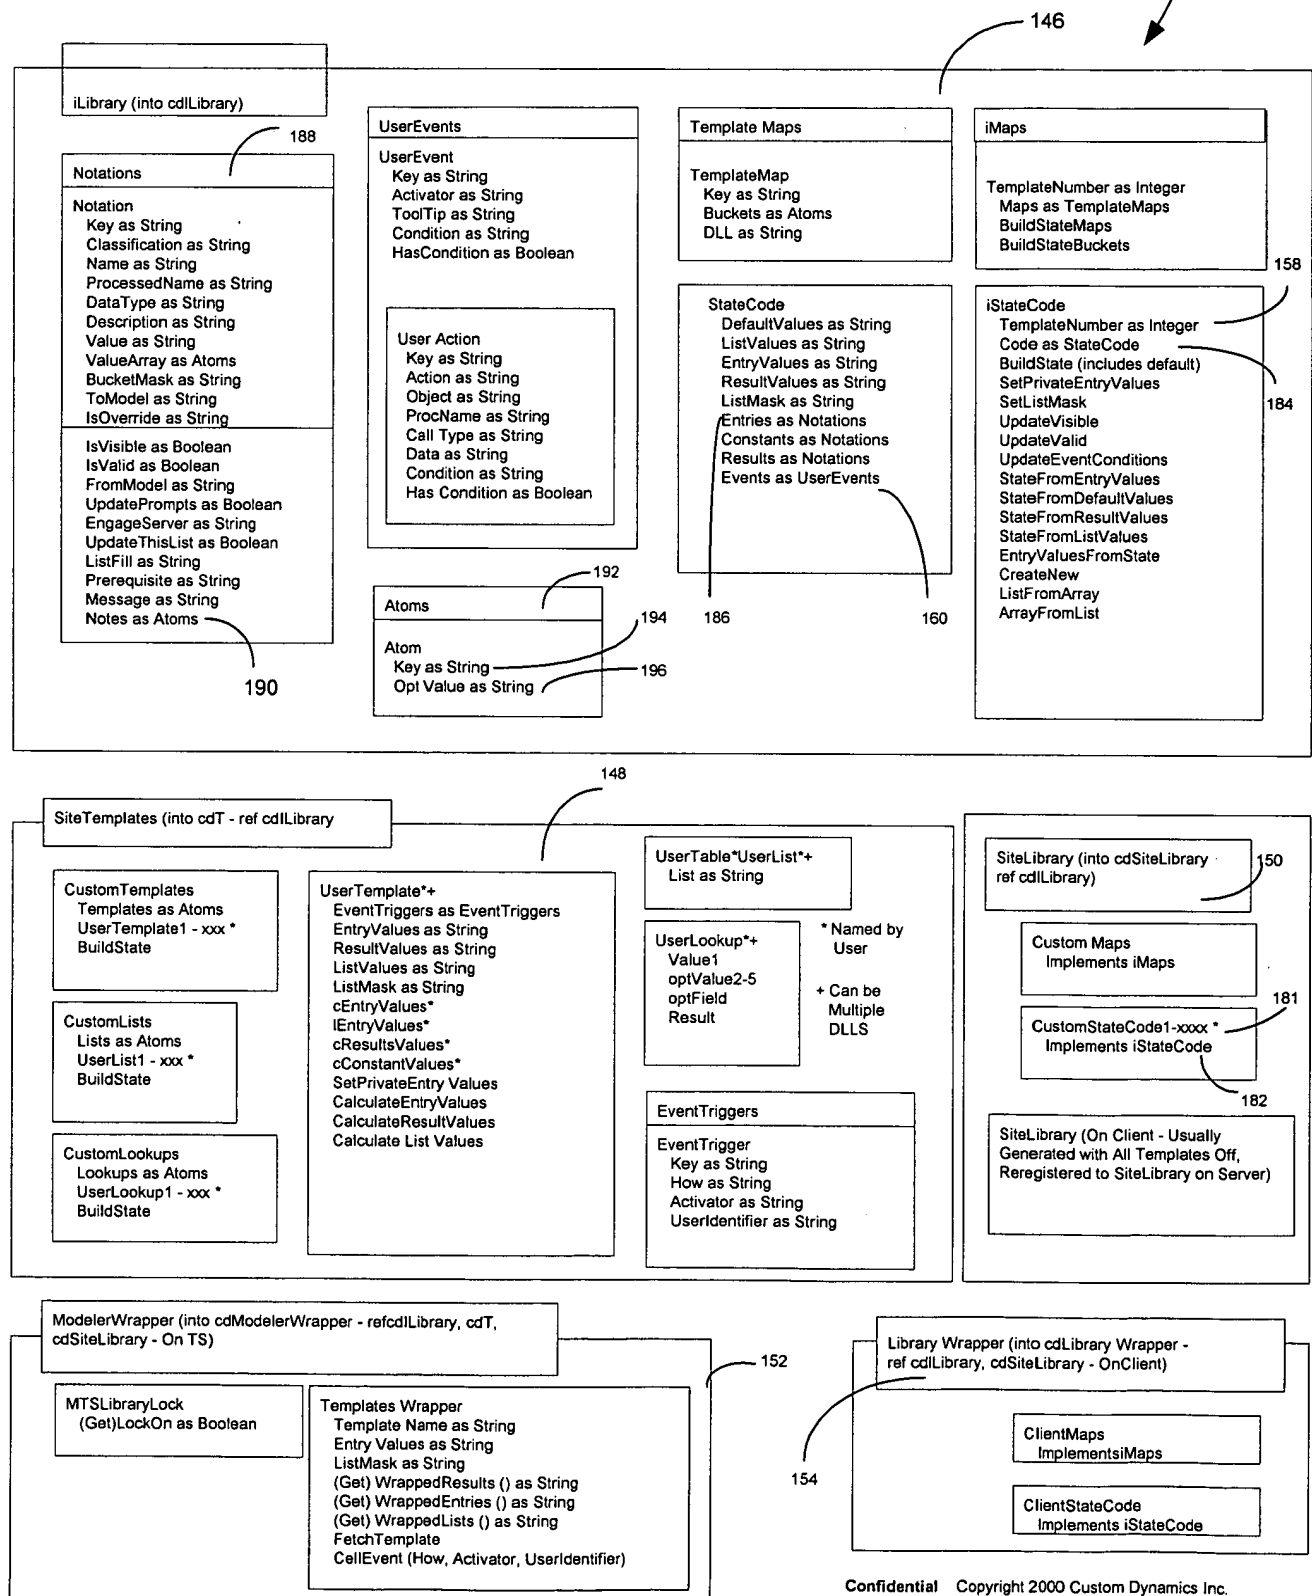 146
iLibrary (into cdILibrary)
188
Notations
Notation
Key as String
Classification as String
Name as String
ProcessedName as String
DataType as String
Description as String
Value as String
ValueArray as Atoms
BucketMask as String
ToModel as String
IsOverride as String
IsVisible as Boolean
IsValid as Boolean
FromModel as String
UpdatePrompts as Boolean
EngageServer as String
UpdateThisList as Boolean
ListFill as String
Prerequisite as String
Message as String
Notes as Atoms
190
UserEvents
UserEvent
Key as String
Activator as String
ToolTip as String
Condition as String
HasCondition as Boolean
User Action
Key as String
Action as String
Object as String
ProcName as String
Call Type as String
Data as String
Condition as String
Has Condition as Boolean
192
Atoms
Atom
Key as String
Opt Value as String
194
196
Template Maps
TemplateMap
Key as String
Buckets as Atoms
DLL as String
StateCode
DefaultValues as String
ListValues as String
EntryValues as String
ResultValues as String
ListMask as String
Entries as Notations
Constants as Notations
Results as Notations
Events as UserEvents
186
160
iMaps
TemplateNumber as Integer
Maps as TemplateMaps
BuildStateMaps
BuildStateBuckets
158
iStateCode
TemplateNumber as Integer
Code as StateCode
BuildState (includes default)
SetPrivateEntryValues
SetListMask
UpdateVisible
UpdateValid
UpdateEventConditions
StateFromEntryValues
StateFromDefaultValues
StateFromResultValues
StateFromListValues
EntryValuesFromState
CreateNew
ListFromArray
ArrayFromList
184
148
SiteTemplates (into cdT - ref cdILibrary
CustomTemplates
Templates as Atoms
UserTemplate1 - xxx *
BuildState
CustomLists
Lists as Atoms
UserList1 - xxx *
BuildState
CustomLookups
Lookups as Atoms
UserLookup1 - xxx *
BuildState
UserTemplate*+
EventTriggers as EventTriggers
EntryValues as String
ResultValues as String
ListValues as String
ListMask as String
cEntryValues*
lEntryValues*
cResultsValues*
cConstantValues*
SetPrivateEntry Values
CalculateEntryValues
CalculateResultValues
Calculate List Values
UserTable*UserList*+
List as String
UserLookup*+
Value1
optValue2-5
optField
Result
* Named by
User
+ Can be
Multiple
DLLS
EventTriggers
EventTrigger
Key as String
How as String
Activator as String
UserIdentifier as String
SiteLibrary (into cdSiteLibrary
ref cdILibrary)
150
Custom Maps
Implements iMaps
181
CustomStateCode1-xxxx *
Implements iStateCode
182
SiteLibrary (On Client - Usually
Generated with All Templates Off,
Reregistered to SiteLibrary on Server)
ModelerWrapper (into cdModelerWrapper - refcdILibrary, cdT,
cdSiteLibrary - On TS)
152
MTSLibraryLock
(Get)LockOn as Boolean
Templates Wrapper
Template Name as String
Entry Values as String
ListMask as String
(Get) WrappedResults () as String
(Get) WrappedEntries () as String
(Get) WrappedLists () as String
FetchTemplate
CellEvent (How, Activator, UserIdentifier)
Library Wrapper (into cdLibrary Wrapper -
ref cdILibrary, cdSiteLibrary - OnClient)
154
ClientMaps
ImplementsiMaps
ClientStateCode
Implements iStateCode
Confidential Copyright 2000 Custom Dynamics Inc.